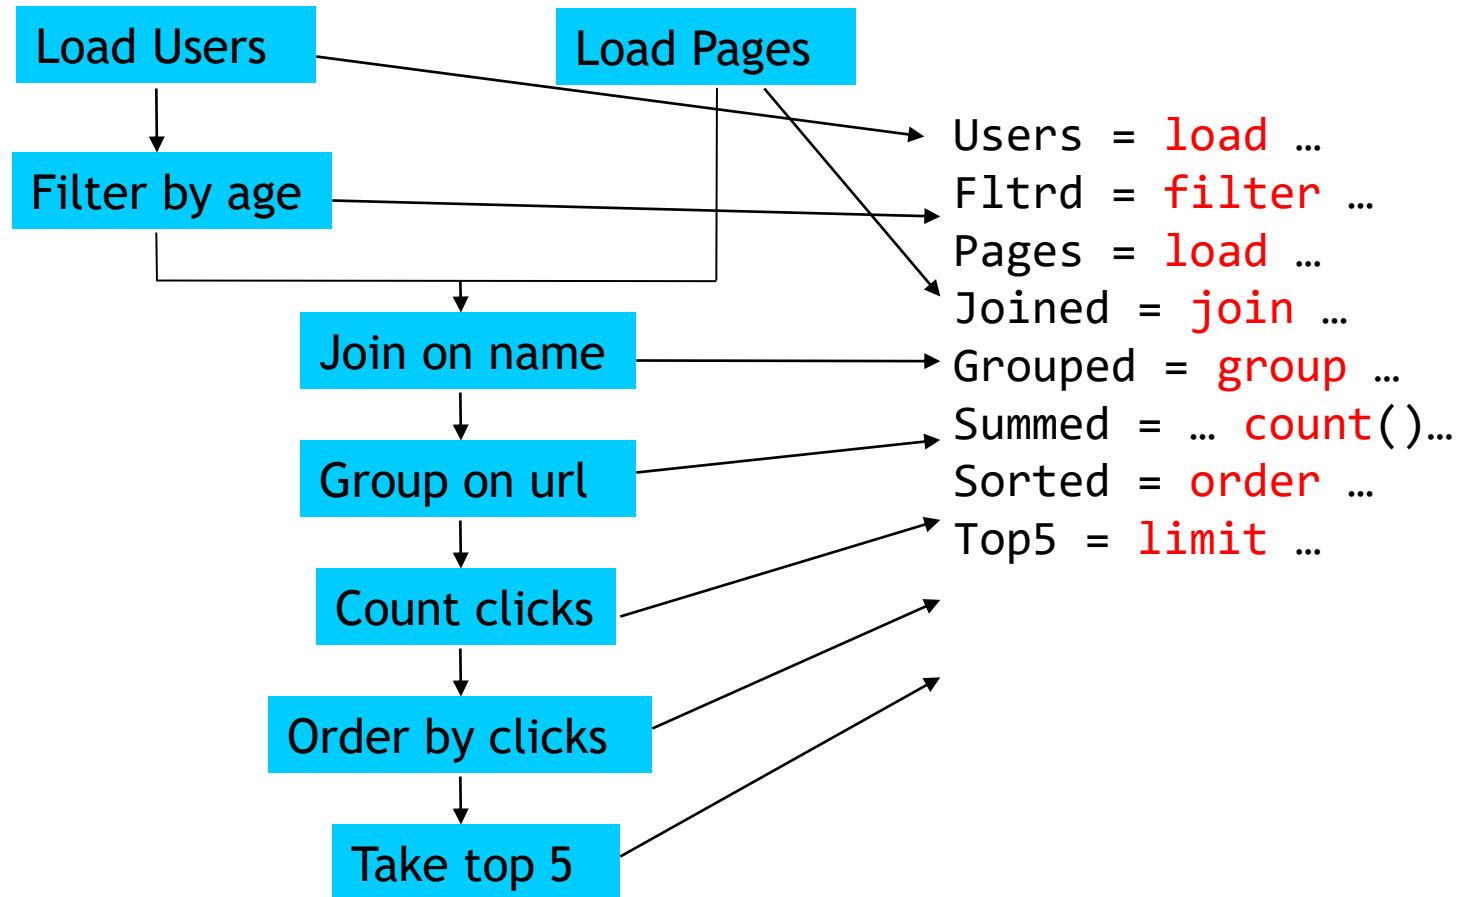 Load Users
Load Pages
Filter by age
Join on name
Group on url
Count clicks
Order by clicks
Take top 5
Users = load …
Fltrd = filter …
Pages = load …
Joined = join …
Grouped = group …
Summed = … count()…
Sorted = order …
Top5 = limit …